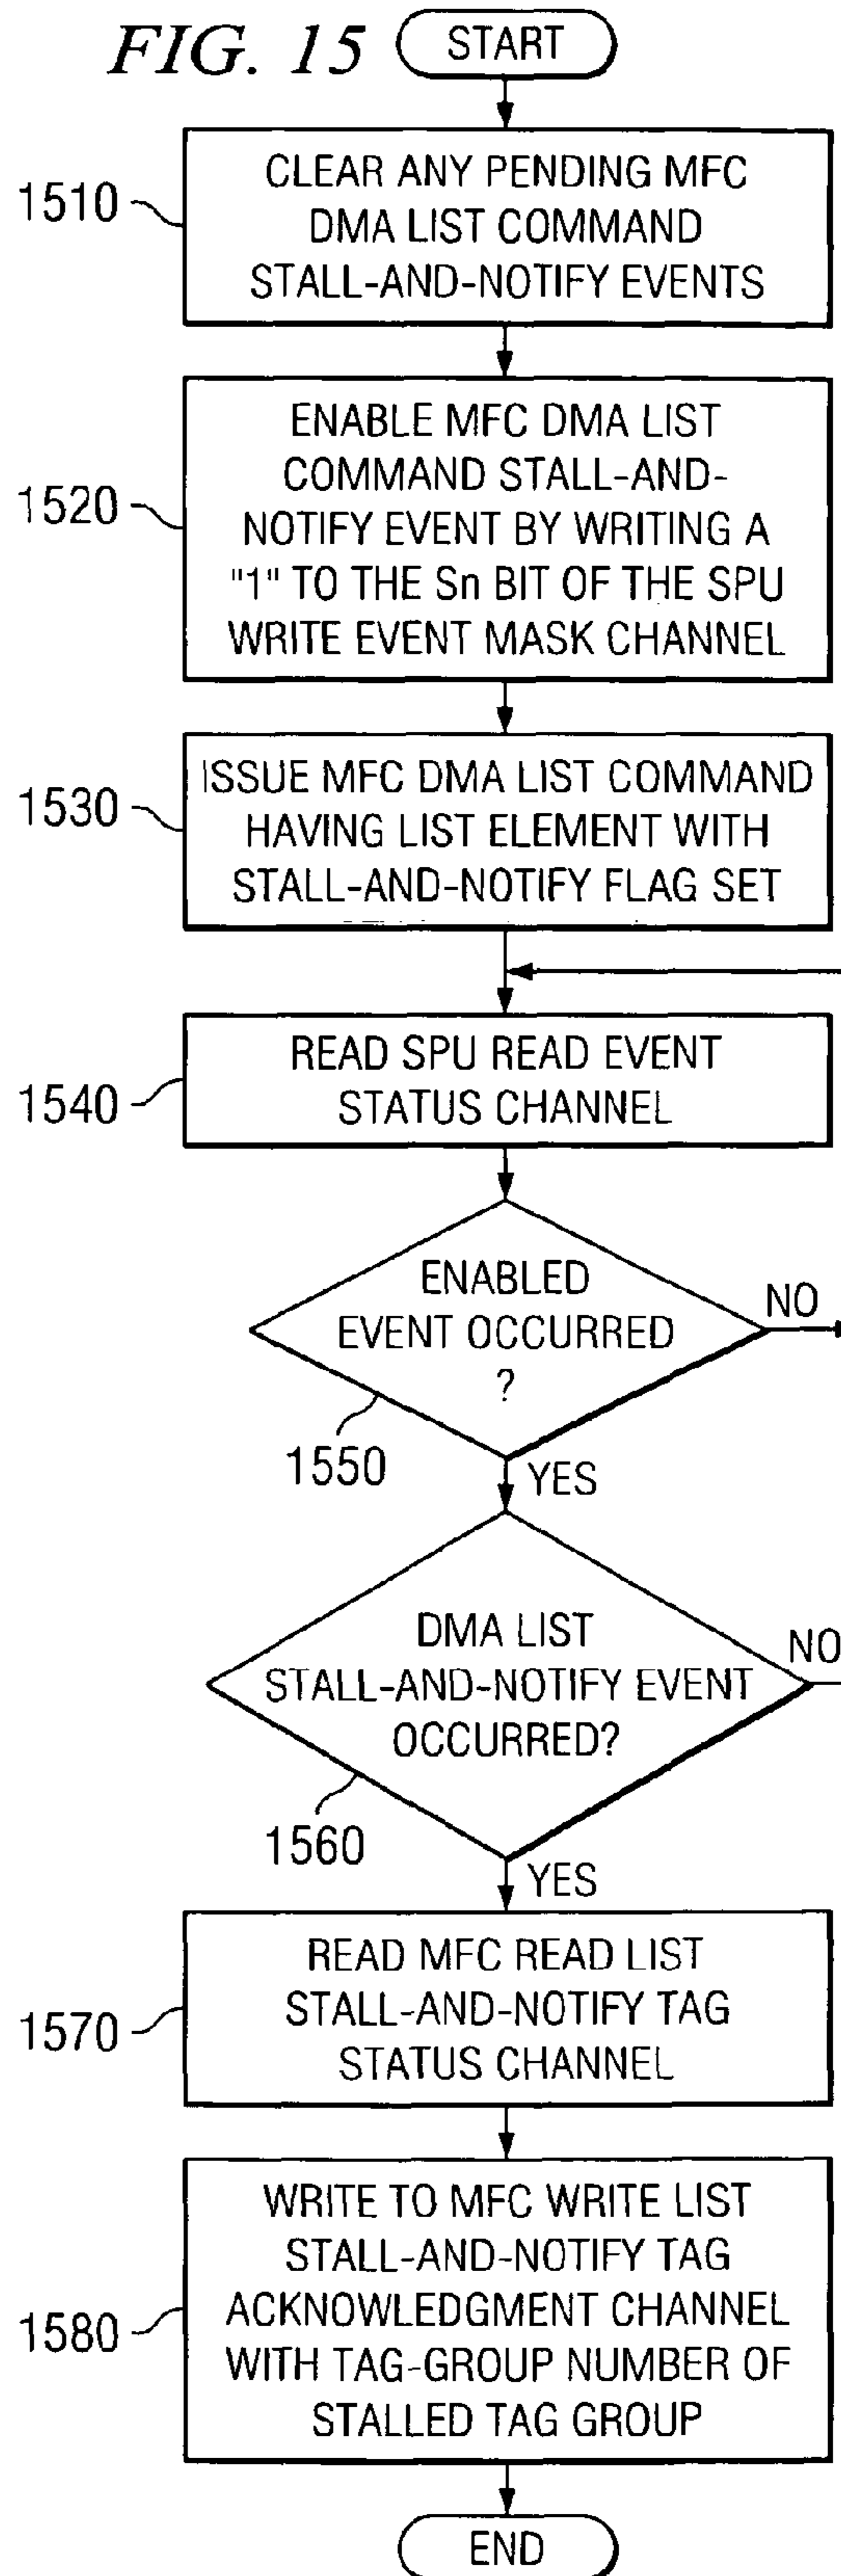 FIG. 15
START
1510
CLEAR ANY PENDING MFC
DMA LIST COMMAND
STALL-AND-NOTIFY EVENTS
1520
ENABLE MFC DMA LIST
COMMAND STALL-AND-
NOTIFY EVENT BY WRITING A
"1" TO THE Sn BIT OF THE SPU
WRITE EVENT MASK CHANNEL
1530
ISSUE MFC DMA LIST COMMAND
HAVING LIST ELEMENT WITH
STALL-AND-NOTIFY FLAG SET
1540
READ SPU READ EVENT
STATUS CHANNEL
ENABLED
EVENT OCCURRED
?
NO
1550
YES
DMA LIST
STALL-AND-NOTIFY EVENT
OCCURRED?
NO
1560
YES
1570
READ MFC READ LIST
STALL-AND-NOTIFY TAG
STATUS CHANNEL
1580
WRITE TO MFC WRITE LIST
STALL-AND-NOTIFY TAG
ACKNOWLEDGMENT CHANNEL
WITH TAG-GROUP NUMBER OF
STALLED TAG GROUP
END